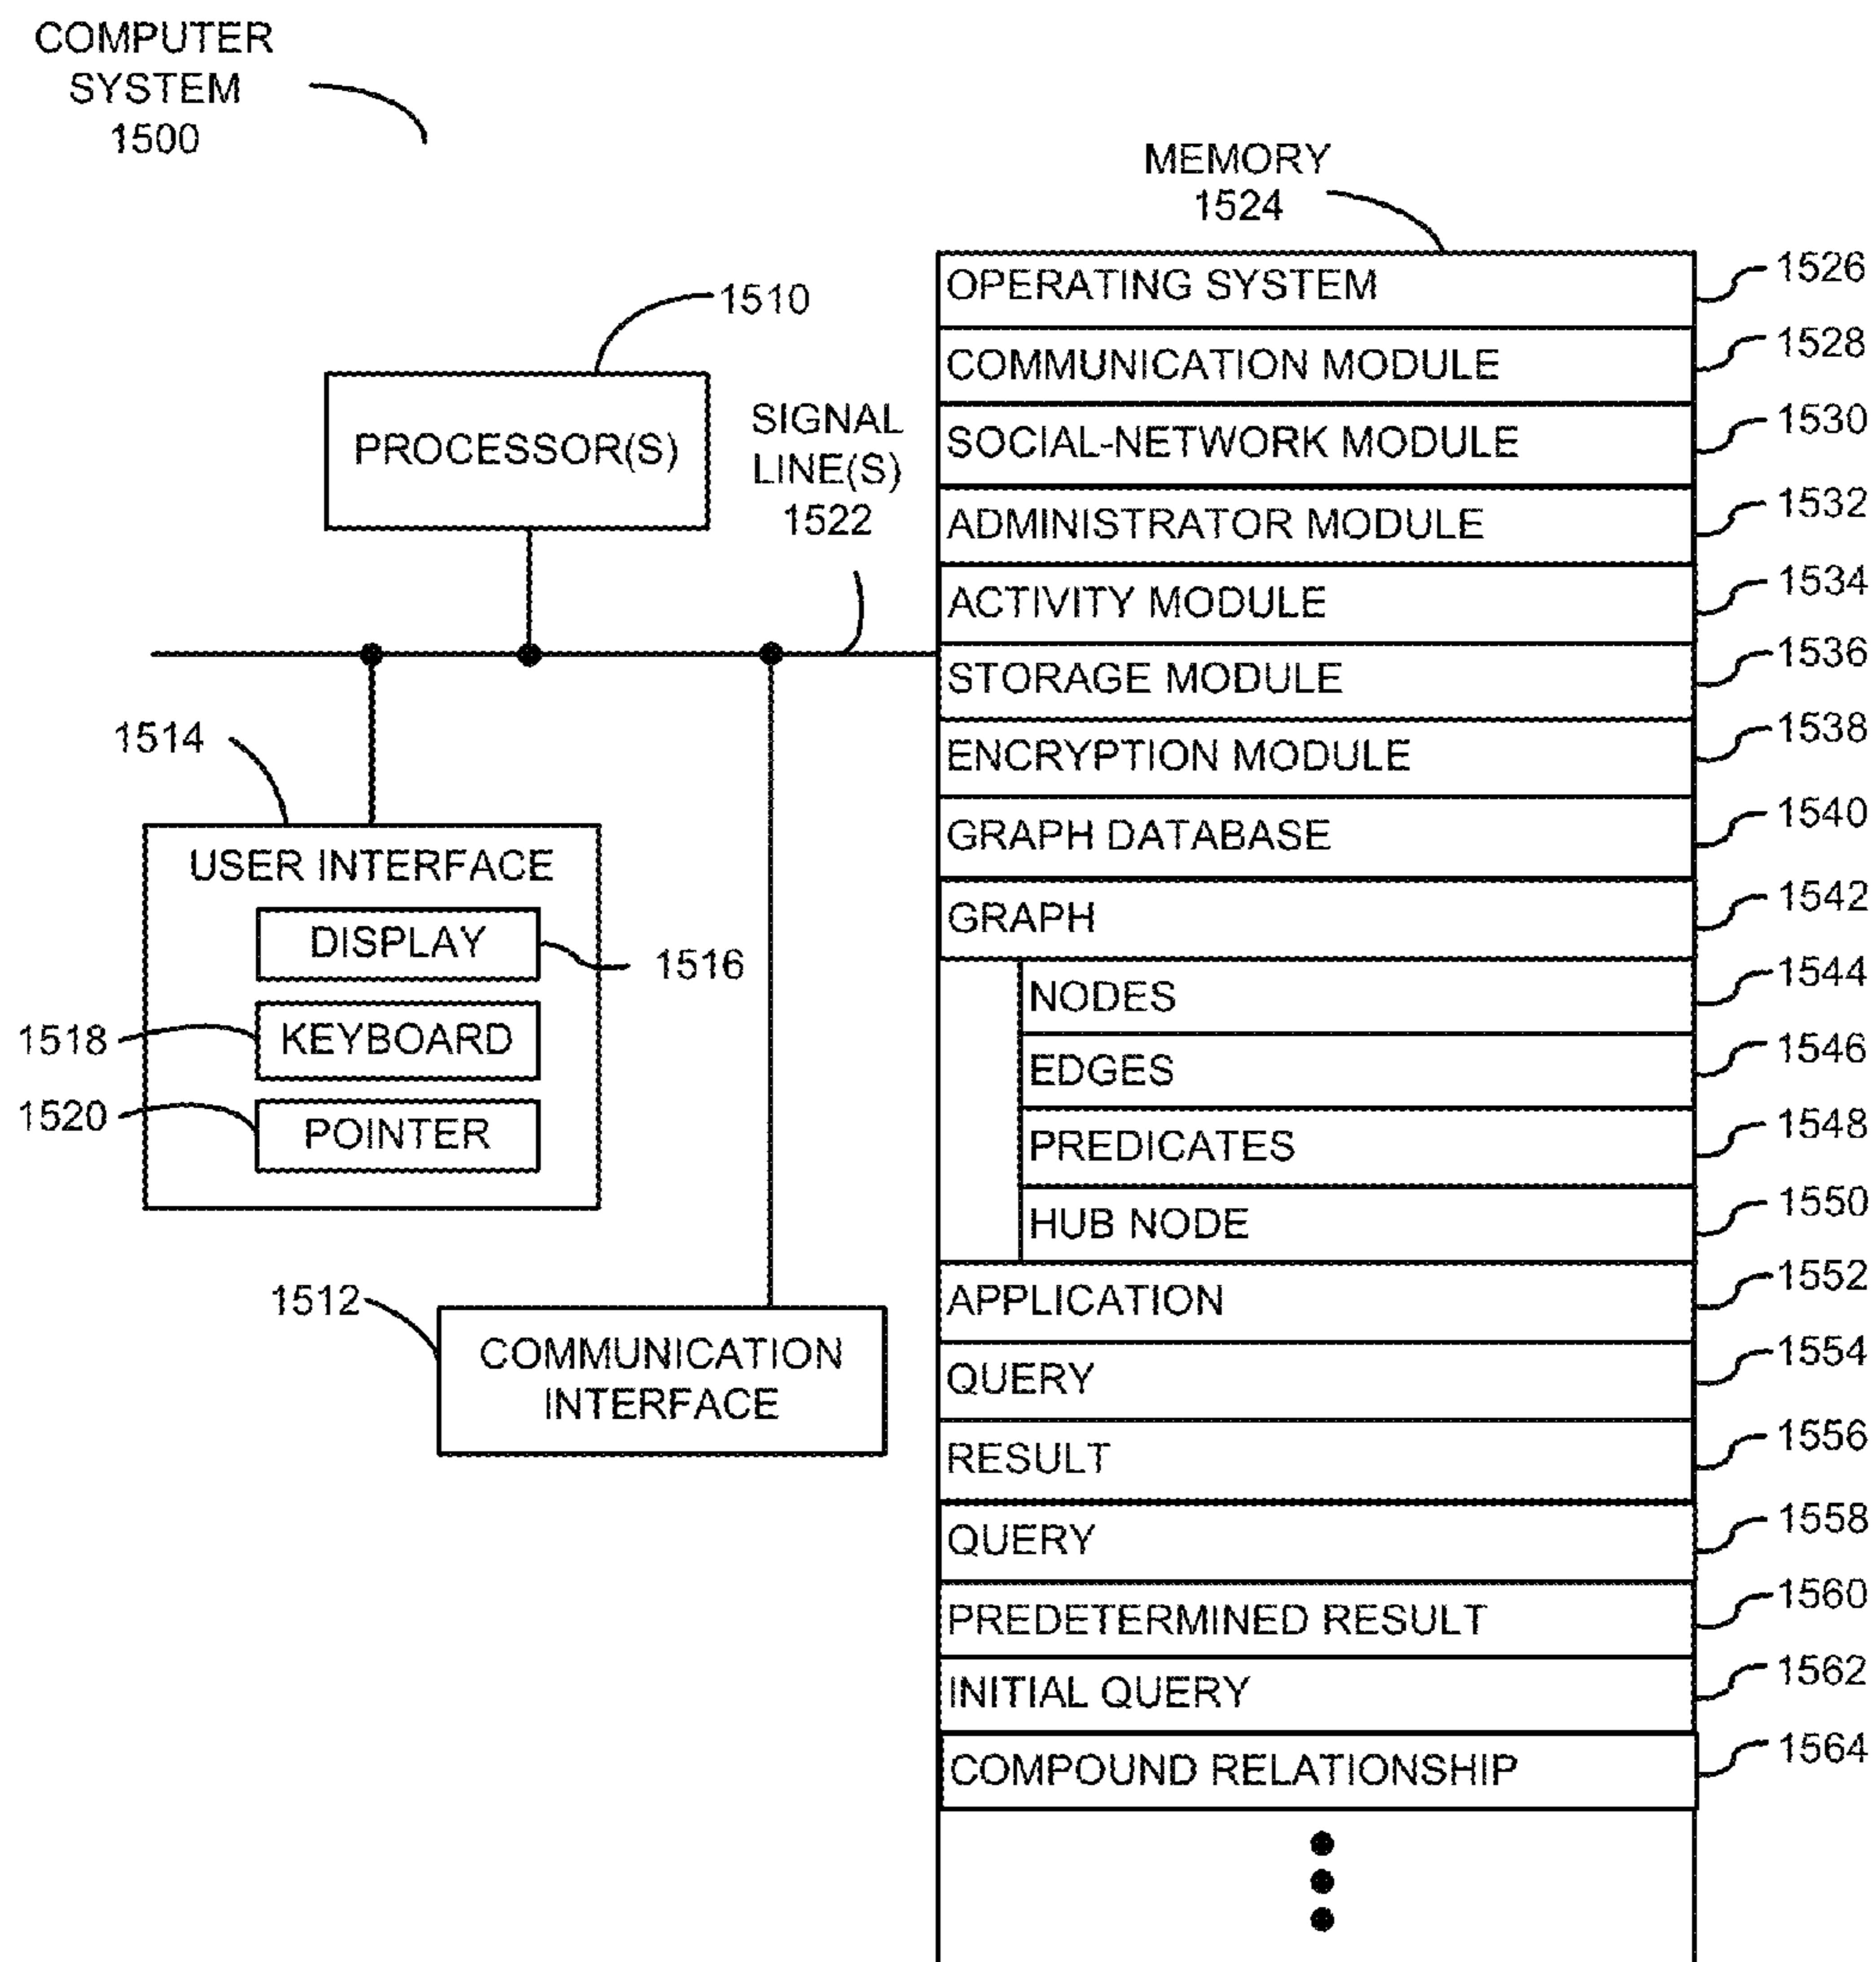 COMPUTER
SYSTEM
1500
MEMORY
1524
1510
PROCESSOR(S)
SIGNAL
LINE(S)
1522
1514
USER INTERFACE
DISPLAY
1516
1518
KEYBOARD
1520
POINTER
1512
COMMUNICATION
INTERFACE
OPERATING SYSTEM 1526
COMMUNICATION MODULE 1528
SOCIAL-NETWORK MODULE 1530
ADMINISTRATOR MODULE 1532
ACTIVITY MODULE 1534
STORAGE MODULE 1536
ENCRYPTION MODULE 1538
GRAPH DATABASE 1540
GRAPH 1542
NODES 1544
EDGES 1546
PREDICATES 1548
HUB NODE 1550
APPLICATION 1552
QUERY 1554
RESULT 1556
QUERY 1558
PREDETERMINED RESULT 1560
INITIAL QUERY 1562
COMPOUND RELATIONSHIP 1564